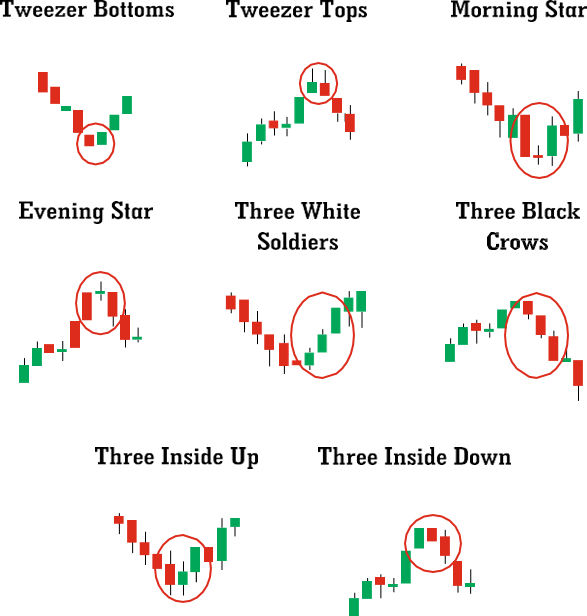 Tweezer Bottoms
Tweezer Tops
Morning Star
Evening Star
Three White
Soldiers
Three Black
Crows
Three Inside Up
Three Inside Down